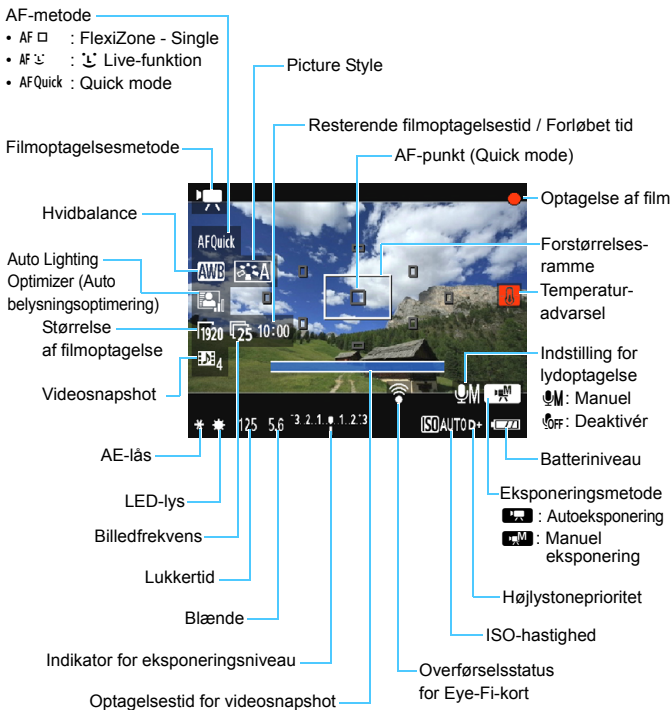 AF-metode
• AF □ : FlexiZone - Single
• AF : Live-funktion
• AFQuick : Quick mode
Picture Style
Resterende filmoptagelsestid / Forløbet tid
AF-punkt (Quick mode)
Filmoptagelsesmetode
Optagelse af film
Hvidbalance
Forstørrelses-
ramme
Auto Lighting
Optimizer (Auto
belysningsoptimering)
Temperatur-
advarsel
Størrelse
af filmoptagelse
Indstilling for
lydoptagelse
M: Manuel
OFF: Deaktivér
Videosnapshot
Batteriniveau
AE-lås
Eksponeringsmetode
: Autoeksponering
M : Manuel
eksponering
LED-lys
Billedfrekvens
Lukkertid
Højlystoneprioritet
Blænde
ISO-hastighed
Indikator for eksponeringsniveau
Overførselsstatus
for Eye-Fi-kort
Optagelsestid for videosnapshot
AFQuick
AWB A
1920 25 10:00
4
M M
125 5.6 -3..2..1..0..1..2..+3 ISO AUTO D+